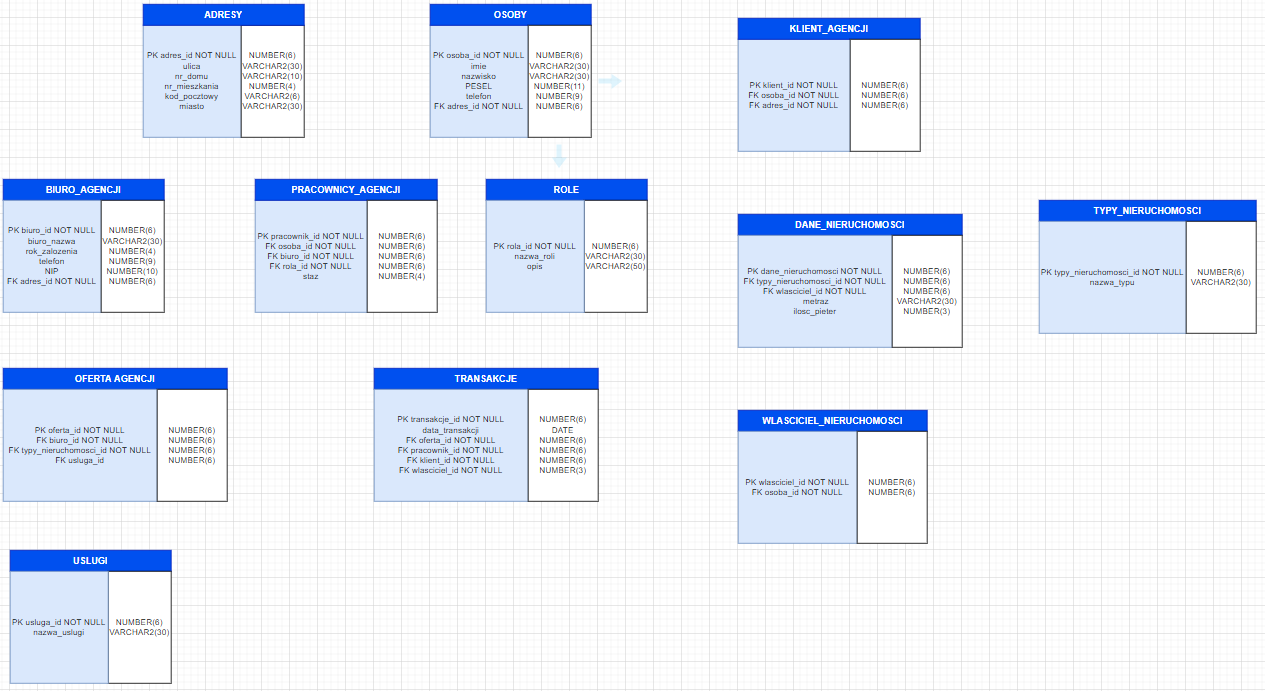 ADRESY
PK adres_id NOT NULL NUMBER(6)
ulica VARCHAR2(30)
nr_domu VARCHAR2(10)
nr_mieszkania NUMBER(4)
kod_pocztowy VARCHAR2(6)
miasto VARCHAR2(30)
OSOBY
PK osoba_id NOT NULL NUMBER(6)
imie VARCHAR2(30)
nazwisko VARCHAR2(30)
PESEL NUMBER(11)
telefon NUMBER(9)
FK adres_id NOT NULL NUMBER(6)
KLIENT_AGENCJI
PK klient_id NOT NULL NUMBER(6)
FK osoba_id NOT NULL NUMBER(6)
FK adres_id NOT NULL NUMBER(6)
BIURO_AGENCJI
PK biuro_id NOT NULL NUMBER(6)
biuro_nazwa VARCHAR2(30)
rok_zalozenia NUMBER(4)
telefon NUMBER(9)
NIP NUMBER(10)
FK adres_id NOT NULL NUMBER(6)
PRACOWNICY_AGENCJI
PK pracownik_id NOT NULL NUMBER(6)
FK osoba_id NOT NULL NUMBER(6)
FK biuro_id NOT NULL NUMBER(6)
FK rola_id NOT NULL NUMBER(6)
staz NUMBER(4)
ROLE
PK rola_id NOT NULL NUMBER(6)
nazwa_roli VARCHAR2(30)
opis VARCHAR2(50)
DANE_NIERUCHOMOSCI
PK dane_nieruchomosci NOT NULL NUMBER(6)
FK typy_nieruchomosci_id NOT NULL NUMBER(6)
FK wlasciciel_id NOT NULL NUMBER(6)
metraz VARCHAR2(30)
ilosc_pieter NUMBER(3)
TYPY_NIERUCHOMOSCI
PK typy_nieruchomosci_id NOT NULL NUMBER(6)
nazwa_typu VARCHAR2(30)
OFERTA AGENCJI
PK oferta_id NOT NULL NUMBER(6)
FK biuro_id NOT NULL NUMBER(6)
FK typy_nieruchomosci_id NOT NULL NUMBER(6)
FK usluga_id NUMBER(6)
TRANSAKCJE
PK transakcje_id NOT NULL NUMBER(6)
data_transakcji DATE
FK oferta_id NOT NULL NUMBER(6)
FK pracownik_id NOT NULL NUMBER(6)
FK klient_id NOT NULL NUMBER(6)
FK wlasciciel_id NOT NULL NUMBER(3)
WLASCICIEL_NIERUCHOMOSCI
PK wlasciciel_id NOT NULL NUMBER(6)
FK osoba_id NOT NULL NUMBER(6)
USLUGI
PK usluga_id NOT NULL NUMBER(6)
nazwa_uslugi VARCHAR2(30)